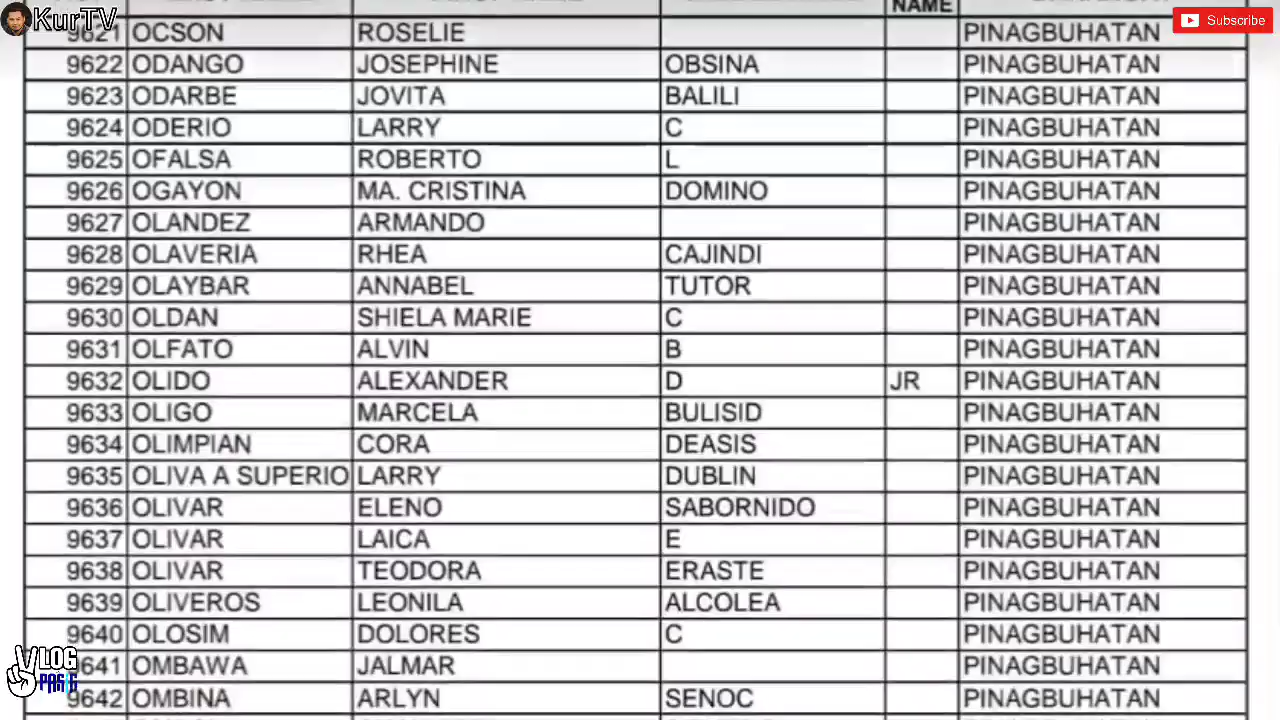 KurTV
NAME
Subscribe
9621 OCSON ROSELIE PINAGBUHATAN
9622 ODANGO JOSEPHINE OBSINA PINAGBUHATAN
9623 ODARBE JOVITA BALILI PINAGBUHATAN
9624 ODERIO LARRY C PINAGBUHATAN
9625 OFALSA ROBERTO L PINAGBUHATAN
9626 OGAYON MA. CRISTINA DOMINO PINAGBUHATAN
9627 OLANDEZ ARMANDO PINAGBUHATAN
9628 OLAVERIA RHEA CAJINDI PINAGBUHATAN
9629 OLAYBAR ANNABEL TUTOR PINAGBUHATAN
9630 OLDAN SHIELA MARIE C PINAGBUHATAN
9631 OLFATO ALVIN B PINAGBUHATAN
9632 OLIDO ALEXANDER D JR PINAGBUHATAN
9633 OLIGO MARCELA BULISID PINAGBUHATAN
9634 OLIMPIAN CORA DEASIS PINAGBUHATAN
9635 OLIVA A SUPERIO LARRY DUBLIN PINAGBUHATAN
9636 OLIVAR ELENO SABORNIDO PINAGBUHATAN
9637 OLIVAR LAICA E PINAGBUHATAN
9638 OLIVAR TEODORA ERASTE PINAGBUHATAN
9639 OLIVEROS LEONILA ALCOLEA PINAGBUHATAN
9640 OLOSIM DOLORES C PINAGBUHATAN
9641 OMBAWA JALMAR PINAGBUHATAN
9642 OMBINA ARLYN SENOC PINAGBUHATAN
VLOG